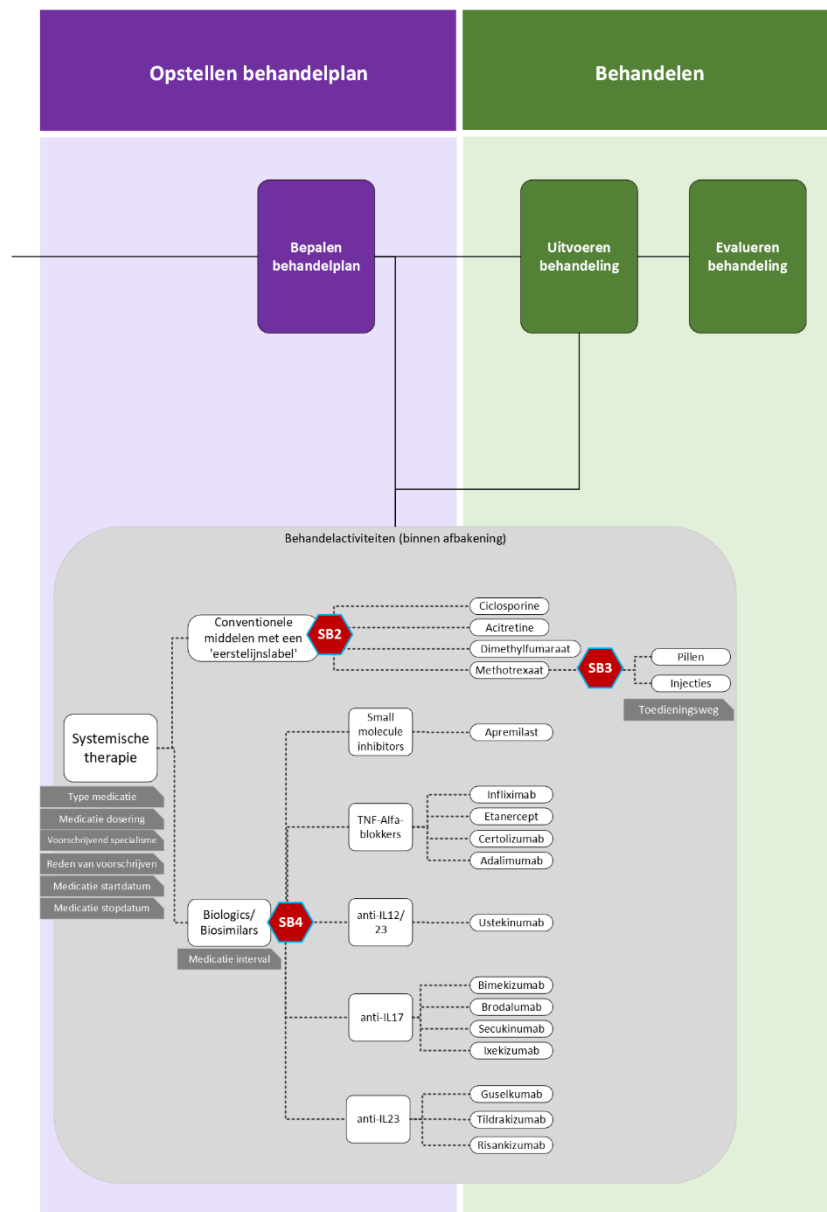 Opstellen behandelplan
Behandelen
Bepalen
behandelplan
Uitvoeren
behandeling
Evalueren
behandeling
Behandelactiviteiten (binnen afbakening)
Conventionele
middelen met een
'eerstelijnslabel'
SB2
Ciclosporine
Acitretine
Dimethylfumaraat
Methotrexaat
SB3
Pillen
Injecties
Toedieningsweg
Systemische
therapie
Type medicatie
Medicatie dosering
Voorschrijvend specialisme
Reden van voorschrijven
Medicatie startdatum
Medicatie stopdatum
Biologics/
Biosimilars
SB4
Medicatie interval
Small
molecule
inhibitors
Apremilast
TNF-Alfa-
blokkers
Infliximab
Etanercept
Certolizumab
Adalimumab
anti-IL12/
23
Ustekinumab
anti-IL17
Bimekizumab
Brodalumab
Secukinumab
Ixekizumab
anti-IL23
Guselkumab
Tildrakizumab
Risankizumab